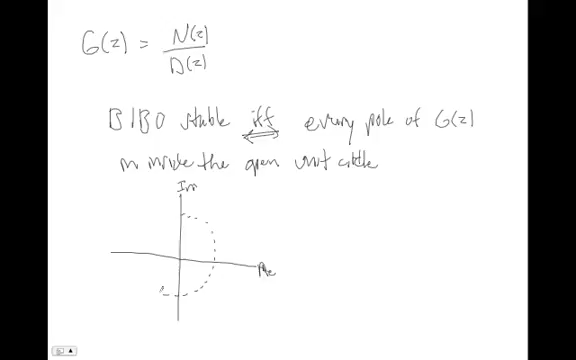 G(z) = N(z) / D(z)
BIBO stable iff ⟺ every pole of G(z)
in inside the open unit circle
Im
Re